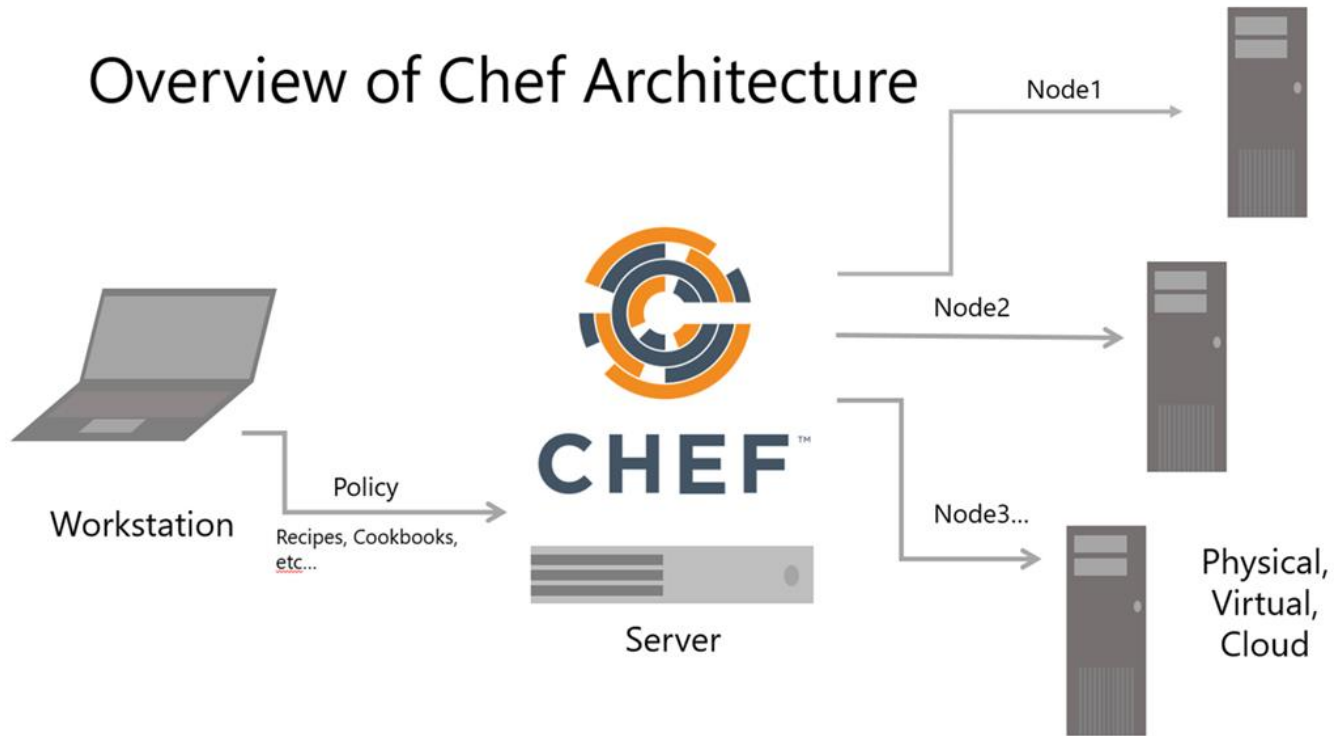 Overview of Chef Architecture
Node1
Node2
CHEF™
Policy
Workstation
Recipes, Cookbooks,
etc...
Node3...
Server
Physical,
Virtual,
Cloud